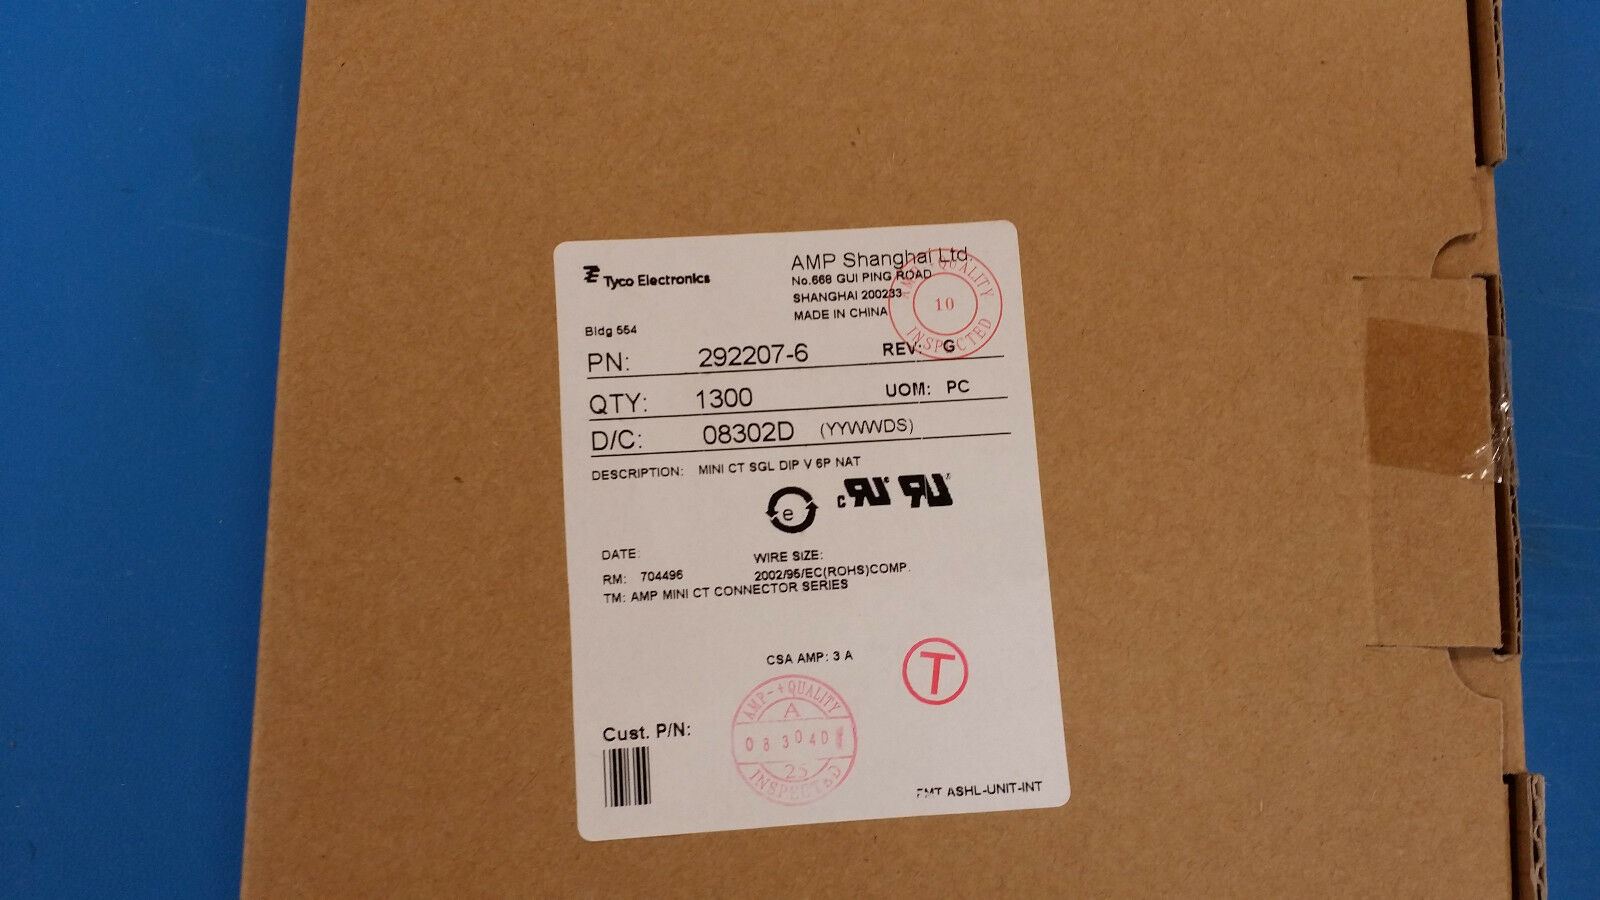 Tyco Electronics
AMP Shanghai Ltd.
No.668 GUI PING ROAD
SHANGHAI 200233
MADE IN CHINA
AMP-+QUALITY
10
INSPECTED
Bldg 554
PN: 292207-6 REV: G
QTY: 1300 UOM: PC
D/C: 08302D (YYWWDS)
DESCRIPTION: MINI CT SGL DIP V 6P NAT
e
c RU RU
DATE:
WIRE SIZE:
RM: 704496
2002/95/EC(ROHS)COMP.
TM: AMP MINI CT CONNECTOR SERIES
CSA AMP: 3 A
T
AMP-+QUALITY
A
08304D
25
INSPECTED
Cust. P/N:
FMT ASHL-UNIT-INT